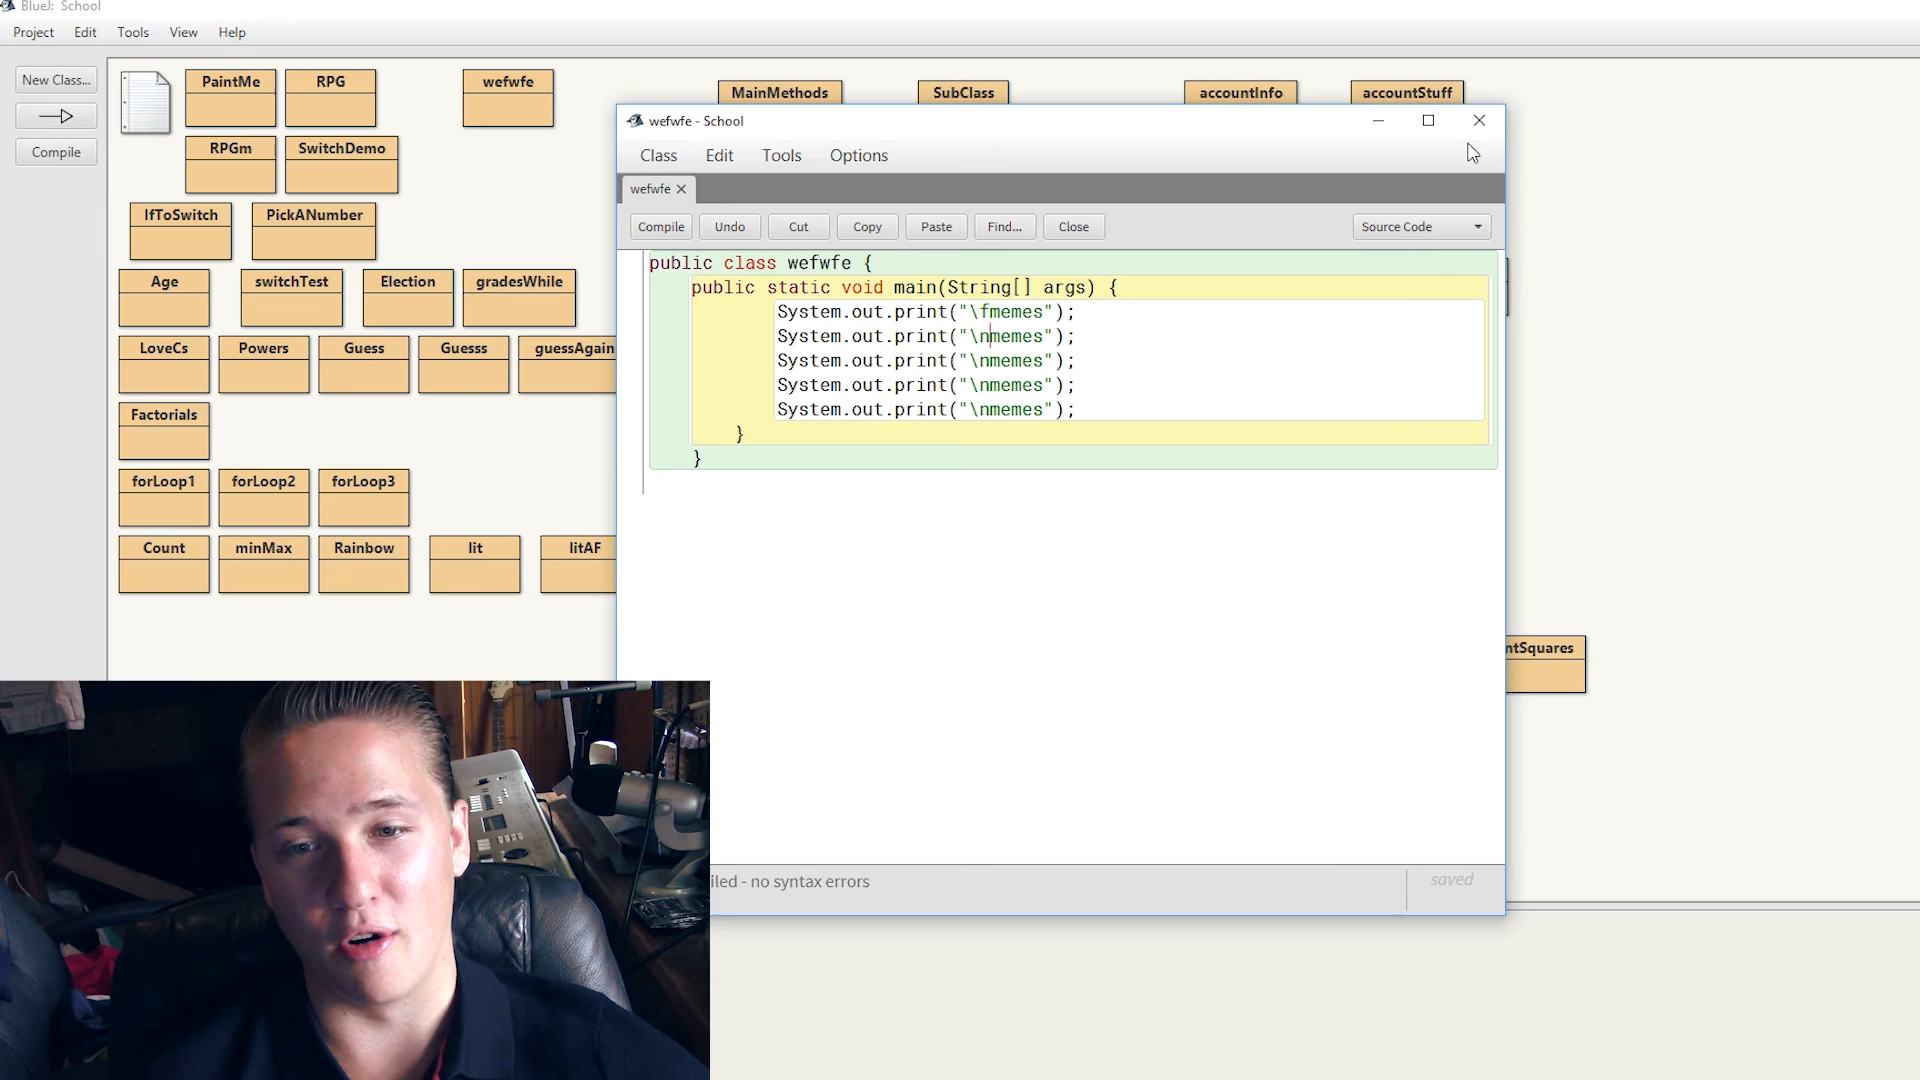 BlueJ: School
Project Edit Tools View Help
New Class...
Compile
PaintMe RPG wefwfe MainMethods SubClass accountInfo accountStuff
RPGm SwitchDemo
IfToSwitch PickANumber
Age switchTest Election gradesWhile
LoveCs Powers Guess Guesss guessAgain
Factorials
forLoop1 forLoop2 forLoop3
Count minMax Rainbow lit litAF
ntSquares
wefwfe - School
Class Edit Tools Options
wefwfe
Compile Undo Cut Copy Paste Find... Close Source Code
public class wefwfe {
public static void main(String[] args) {
System.out.print("\fmemes");
System.out.print("\nmemes");
System.out.print("\nmemes");
System.out.print("\nmemes");
System.out.print("\nmemes");
}
}
iled - no syntax errors
saved